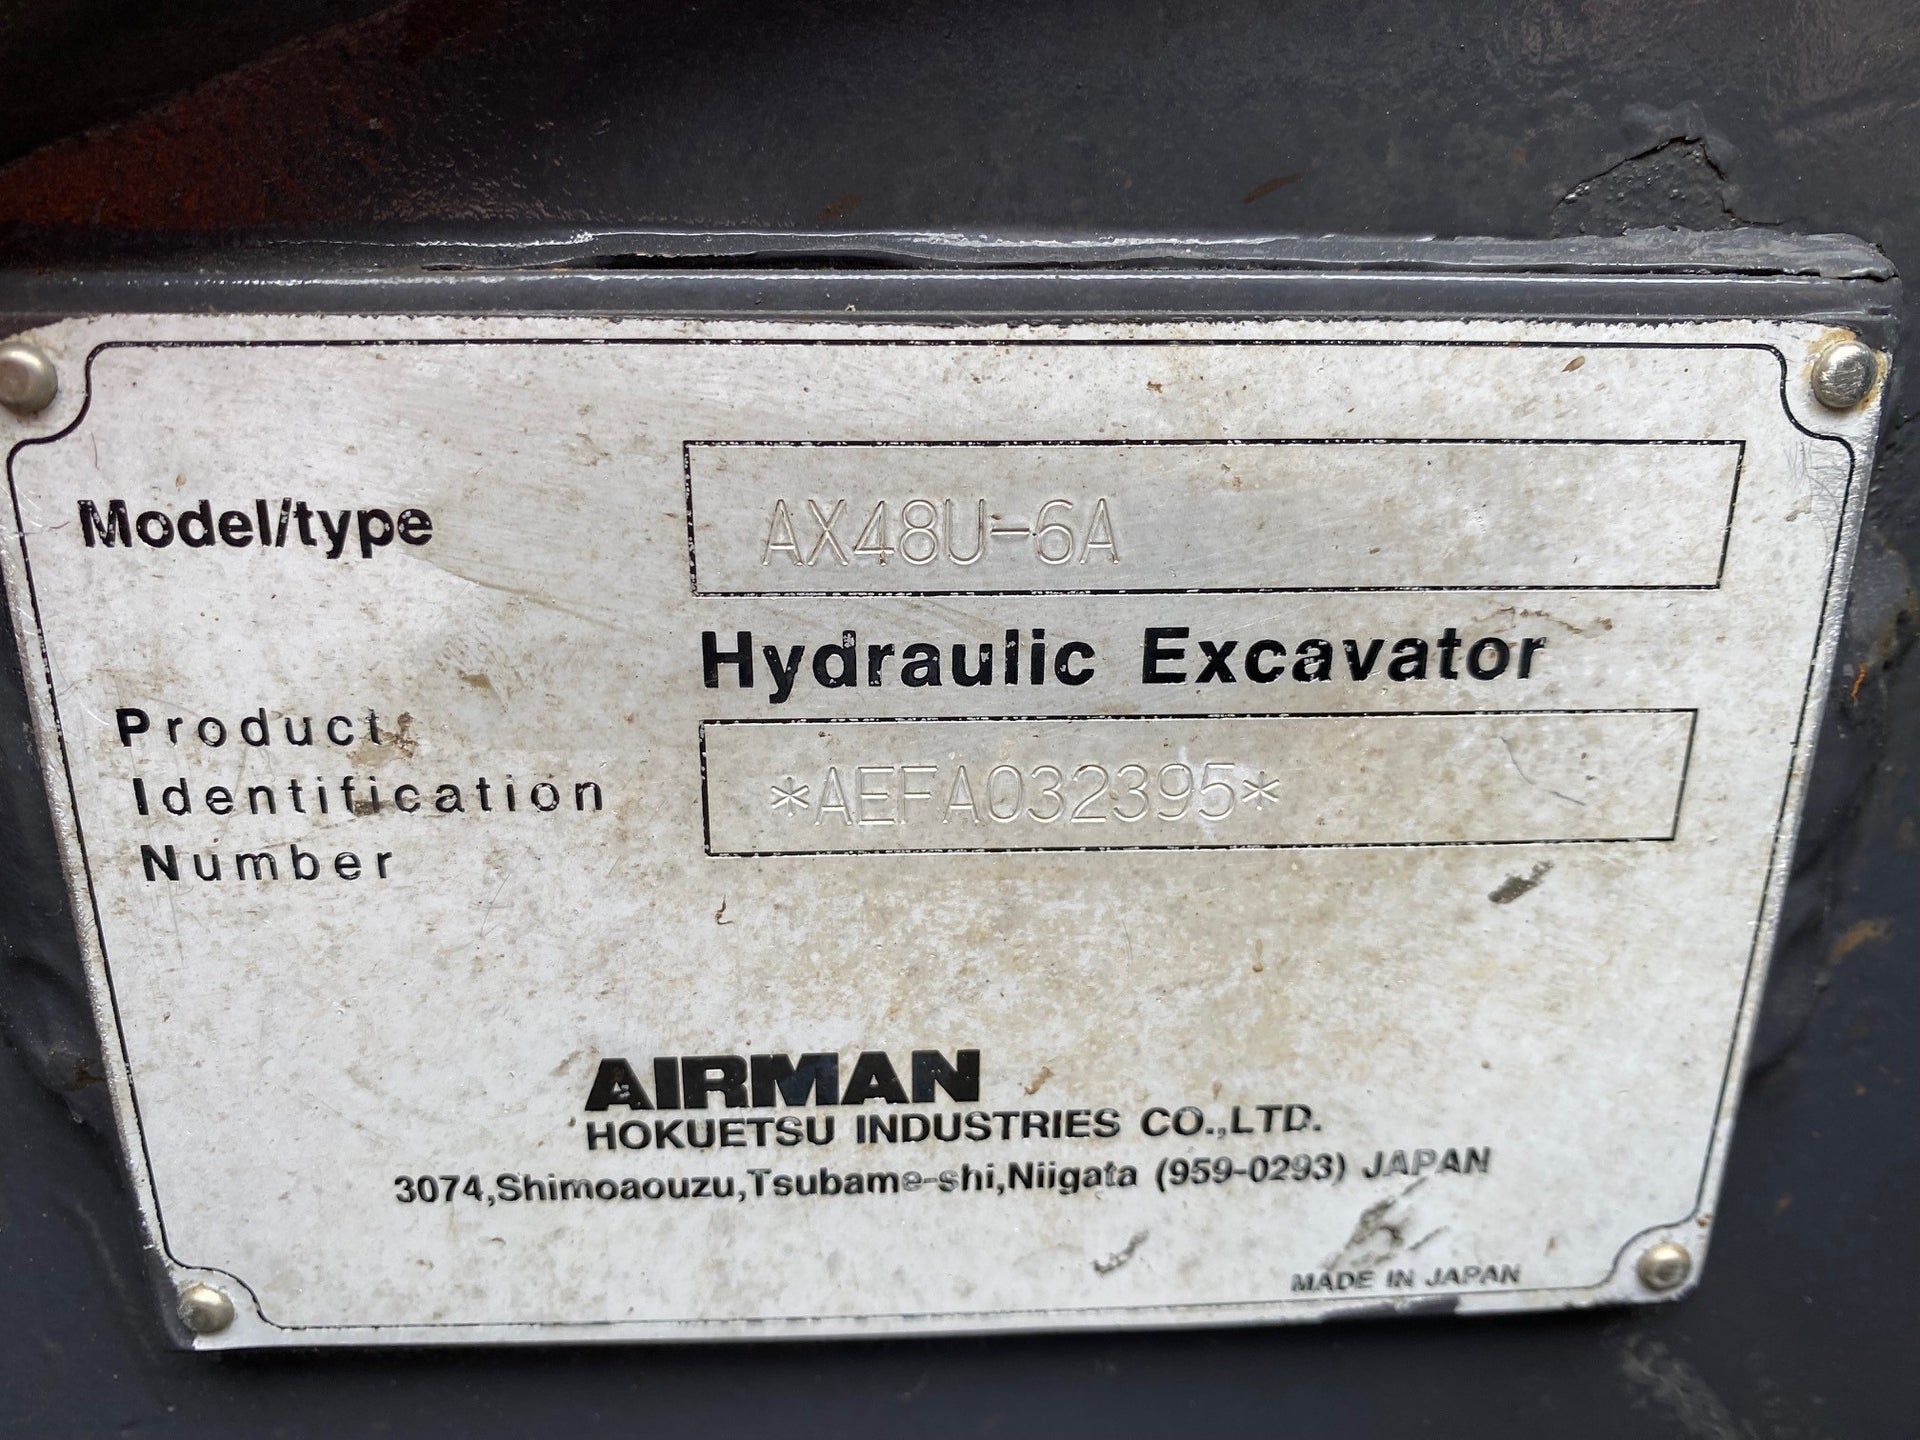 Model/type
AX48U-6A
Hydraulic Excavator
Product
Identification
Number
*AEFA032395*
AIRMAN
HOKUETSU INDUSTRIES CO.,LTD.
3074,Shimoaouzu,Tsubame-shi,Niigata (959-0293) JAPAN
MADE IN JAPAN